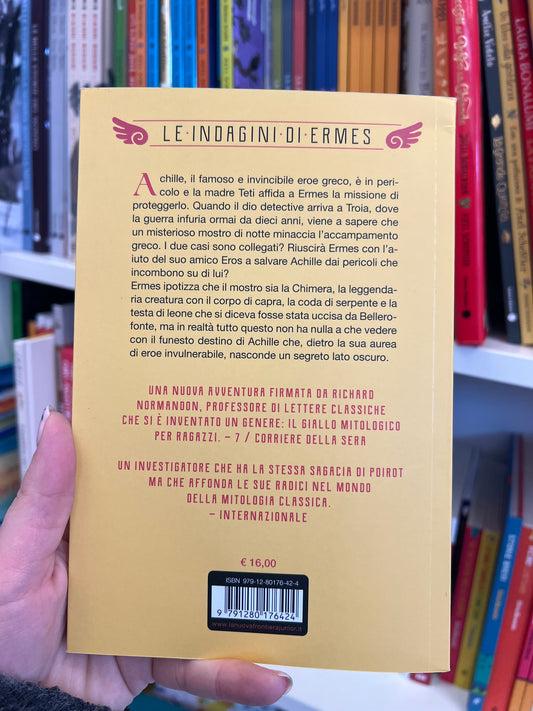 LE·INDAGINI·DI·ERMES
Achille, il famoso e invincibile eroe greco, è in peri-
colo e la madre Teti affida a Ermes la missione di
proteggerlo. Quando il dio detective arriva a Troia, dove
la guerra infuria ormai da dieci anni, viene a sapere che
un misterioso mostro di notte minaccia l'accampamento
greco. I due casi sono collegati? Riuscirà Ermes con l'a-
iuto del suo amico Eros a salvare Achille dai pericoli che
incombono su di lui?
Ermes ipotizza che il mostro sia la Chimera, la leggenda-
ria creatura con il corpo di capra, la coda di serpente e la
testa di leone che si diceva fosse stata uccisa da Bellero-
fonte, ma in realtà tutto questo non ha nulla a che vedere
con il funesto destino di Achille che, dietro la sua aurea
di eroe invulnerabile, nasconde un segreto lato oscuro.
UNA NUOVA AVVENTURA FIRMATA DA RICHARD
NORMANDON, PROFESSORE DI LETTERE CLASSICHE
CHE SI È INVENTATO UN GENERE: IL GIALLO MITOLOGICO
PER RAGAZZI. – 7 / CORRIERE DELLA SERA
UN INVESTIGATORE CHE HA LA STESSA SAGACIA DI POIROT
MA CHE AFFONDA LE SUE RADICI NEL MONDO
DELLA MITOLOGIA CLASSICA.
– INTERNAZIONALE
€ 16,00
ISBN 979-12-80176-42-4
9 791280 176424
www.lanuovafrontierajunior.it
LAURA BONALUMI